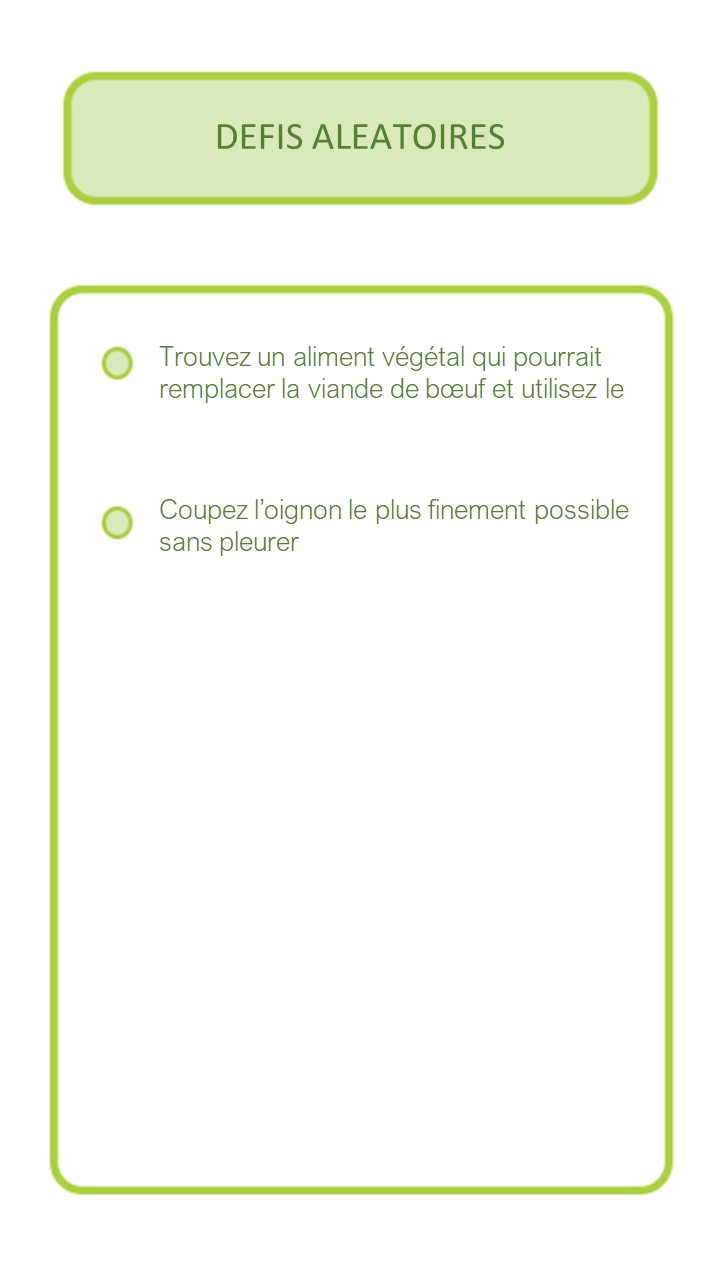 DEFIS ALEATOIRES
Trouvez un aliment végétal qui pourrait
remplacer la viande de bœuf et utilisez le
Coupez l’oignon le plus finement possible
sans pleurer